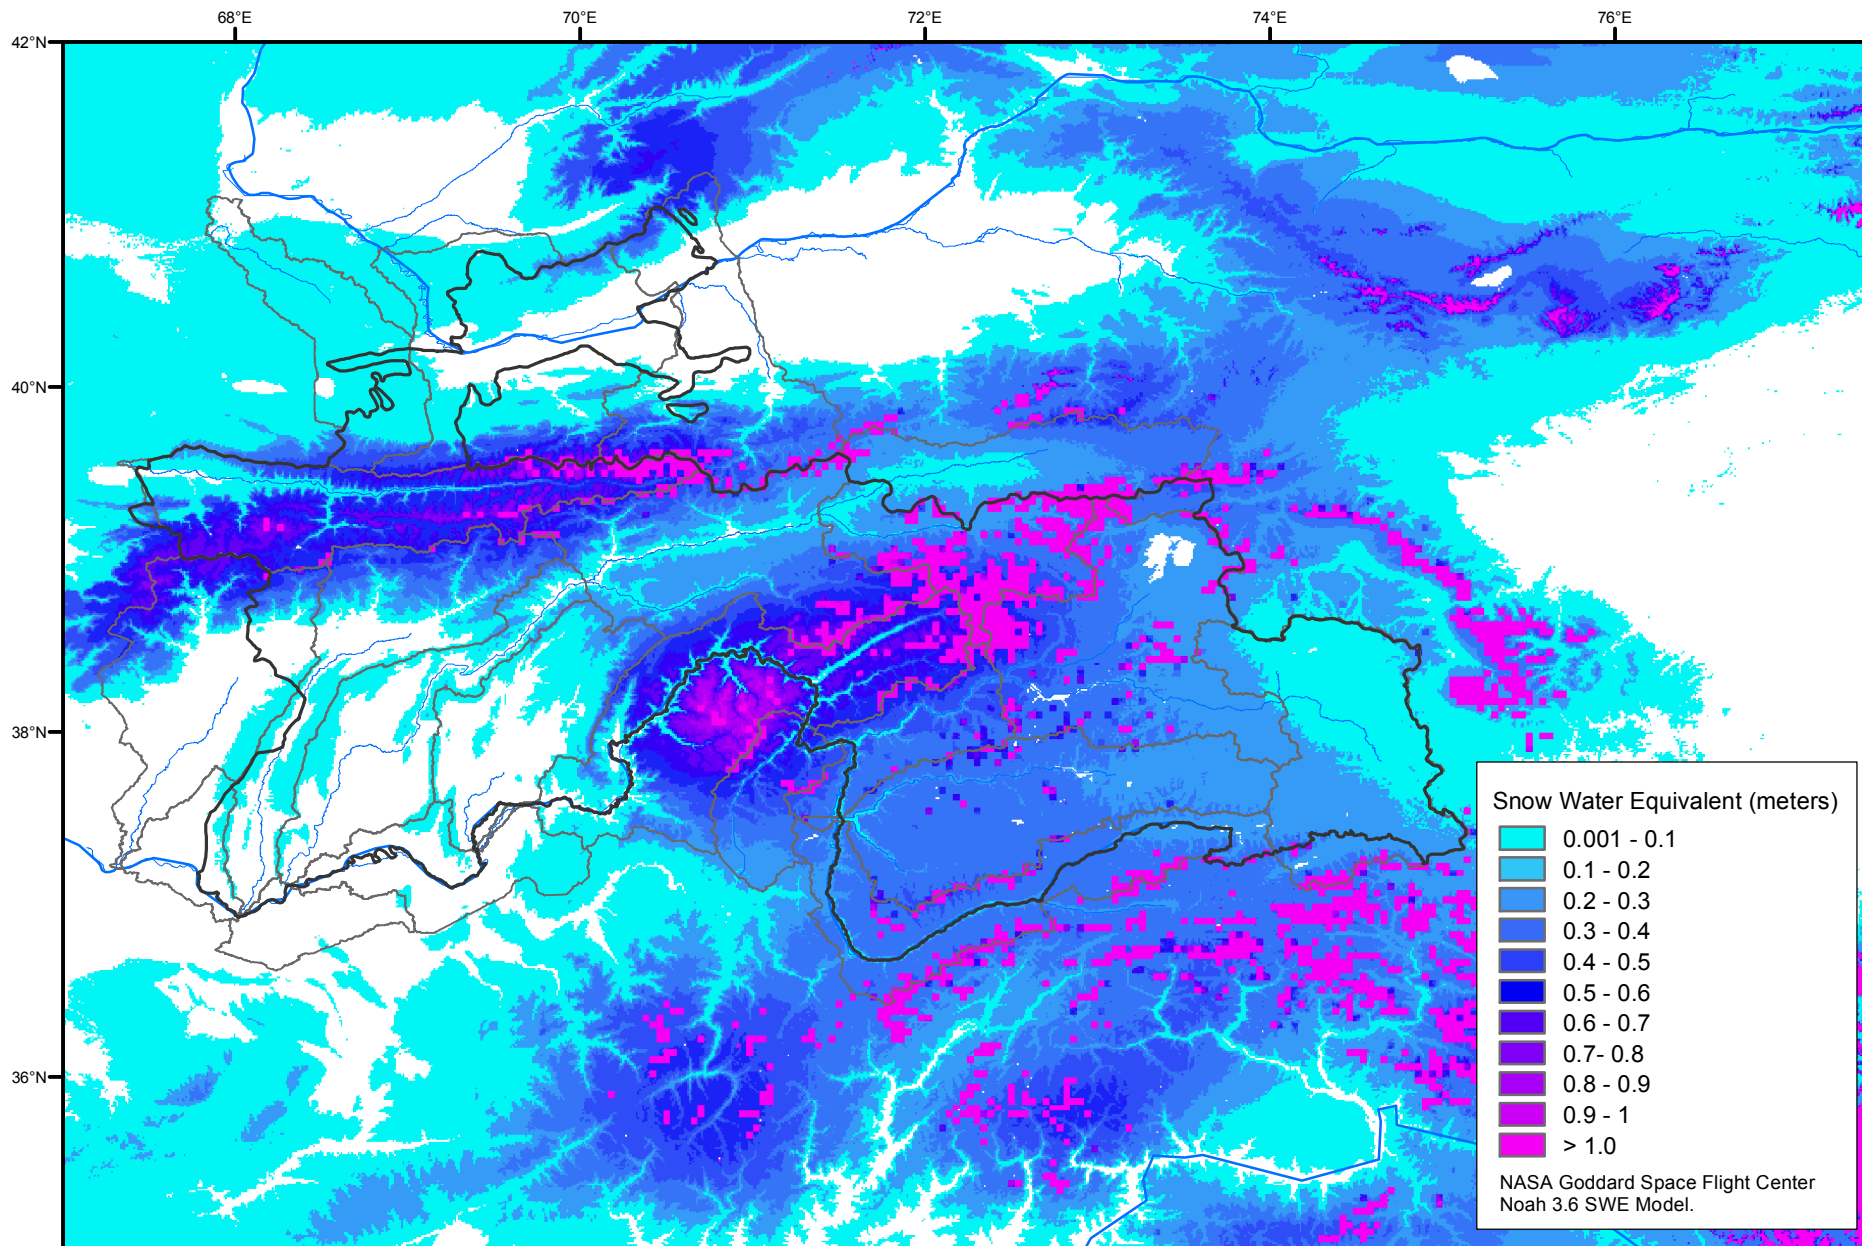 68°E
70°E
72°E
74°E
76°E
42°N
40°N
38°N
36°N
Snow Water Equivalent (meters)
0.001 - 0.1
0.1 - 0.2
0.2 - 0.3
0.3 - 0.4
0.4 - 0.5
0.5 - 0.6
0.6 - 0.7
0.7- 0.8
0.8 - 0.9
0.9 - 1
> 1.0
NASA Goddard Space Flight Center
Noah 3.6 SWE Model.